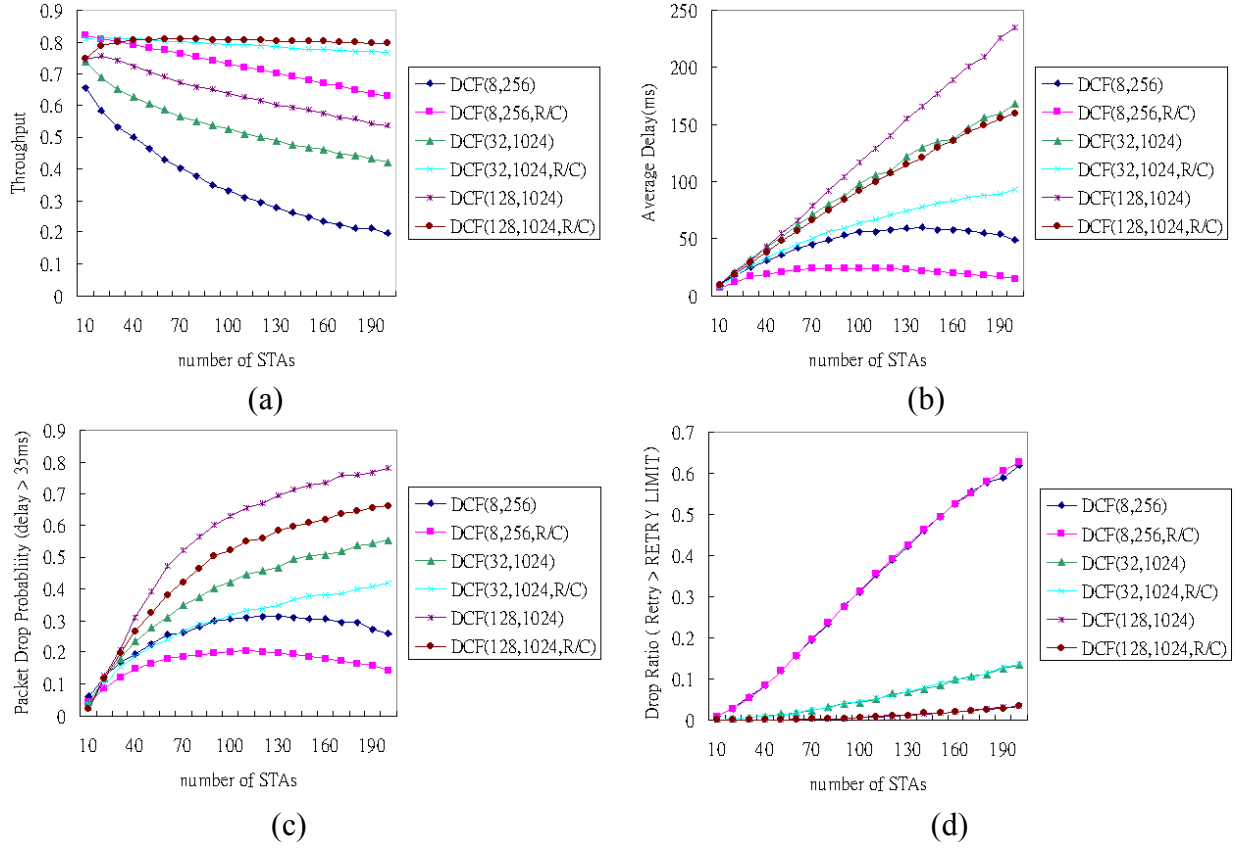 Throughput
0.9
0.8
0.7
0.6
0.5
0.4
0.3
0.2
0.1
0
10 40 70 100 130 160 190
number of STAs
DCF(8,256)
DCF(8,256,R/C)
DCF(32,1024)
DCF(32,1024,R/C)
DCF(128,1024)
DCF(128,1024,R/C)
(a)
Average Delay(ms)
250
200
150
100
50
0
10 40 70 100 130 160 190
number of STAs
DCF(8,256)
DCF(8,256,R/C)
DCF(32,1024)
DCF(32,1024,R/C)
DCF(128,1024)
DCF(128,1024,R/C)
(b)
Packet Drop Probabliity (delay > 35ms)
0.9
0.8
0.7
0.6
0.5
0.4
0.3
0.2
0.1
0
10 40 70 100 130 160 190
number of STAs
DCF(8,256)
DCF(8,256,R/C)
DCF(32,1024)
DCF(32,1024,R/C)
DCF(128,1024)
DCF(128,1024,R/C)
(c)
Drop Ratio ( Retry > RETRY LIMIT)
0.7
0.6
0.5
0.4
0.3
0.2
0.1
0
10 40 70 100 130 160 190
number of STAs
DCF(8,256)
DCF(8,256,R/C)
DCF(32,1024)
DCF(32,1024,R/C)
DCF(128,1024)
DCF(128,1024,R/C)
(d)